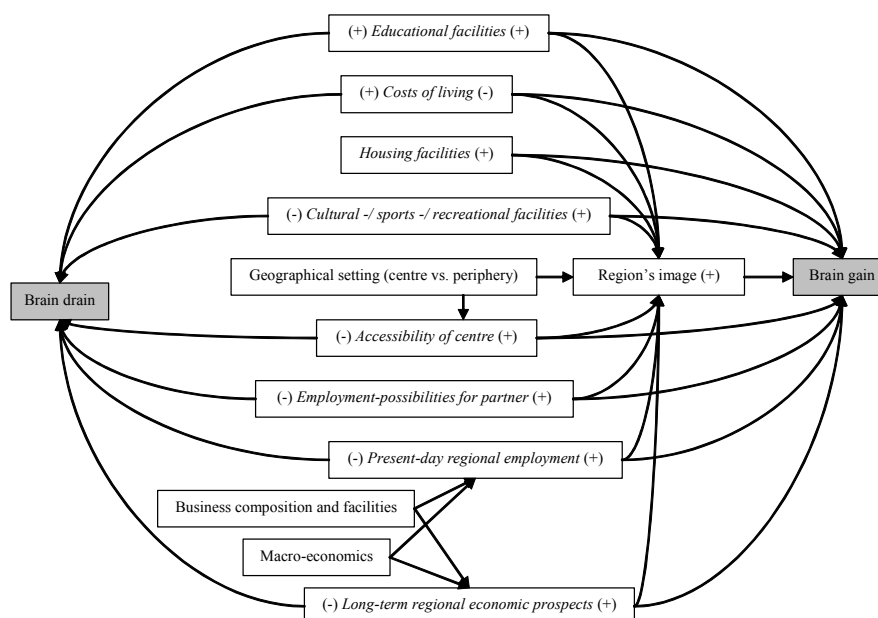 (+) Educational facilities (+)
(+) Costs of living (-)
Housing facilities (+)
(-) Cultural -/ sports -/ recreational facilities (+)
Geographical setting (centre vs. periphery)
Region's image (+)
Brain gain
Brain drain
(-) Accessibility of centre (+)
(-) Employment-possibilities for partner (+)
(-) Present-day regional employment (+)
Business composition and facilities
Macro-economics
(-) Long-term regional economic prospects (+)